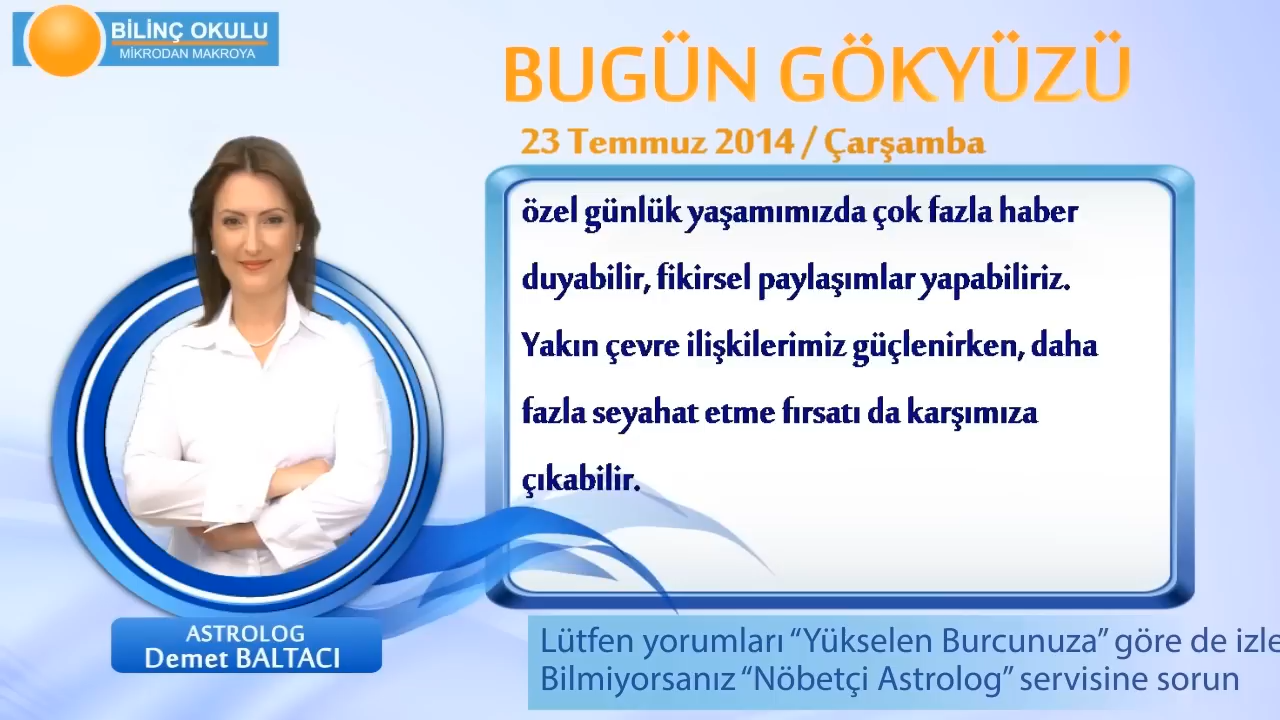 BİLİNÇ OKULU
MİKRODAN MAKROYA
BUGÜN GÖKYÜZÜ
23 Temmuz 2014 / Çarşamba
özel günlük yaşamımızda çok fazla haber
duyabilir, fikirsel paylaşımlar yapabiliriz.
Yakın çevre ilişkilerimiz güçlenirken, daha
fazla seyahat etme fırsatı da karşımıza
çıkabilir.
ASTROLOG
Demet BALTACI
Lütfen yorumları “Yükselen Burcunuza” göre de izle
Bilmiyorsanız “Nöbetçi Astrolog” servisine sorun